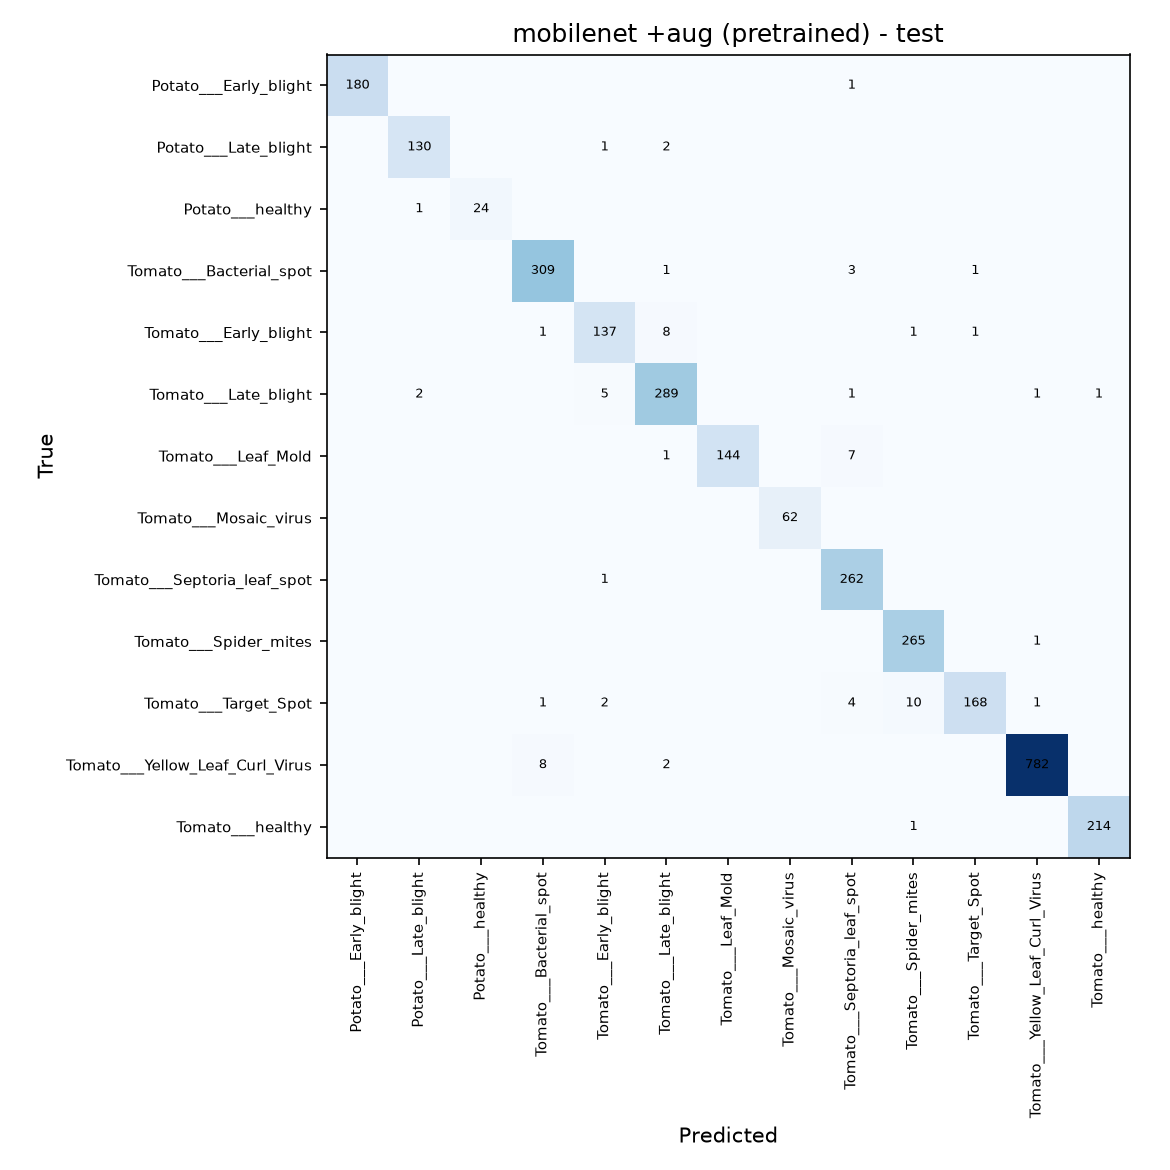 mobilenet +aug (pretrained) - test
True
Potato___Early_blight 180 1
Potato___Late_blight 130 1 2
Potato___healthy 1 24
Tomato___Bacterial_spot 309 1 3 1
Tomato___Early_blight 1 137 8 1 1
Tomato___Late_blight 2 5 289 1 1 1
Tomato___Leaf_Mold 1 144 7
Tomato___Mosaic_virus 62
Tomato___Septoria_leaf_spot 1 262
Tomato___Spider_mites 265 1
Tomato___Target_Spot 1 2 4 10 168 1
Tomato___Yellow_Leaf_Curl_Virus 8 2 782
Tomato___healthy 1 214
Potato___Early_blight
Potato___Late_blight
Potato___healthy
Tomato___Bacterial_spot
Tomato___Early_blight
Tomato___Late_blight
Tomato___Leaf_Mold
Tomato___Mosaic_virus
Tomato___Septoria_leaf_spot
Tomato___Spider_mites
Tomato___Target_Spot
Tomato___Yellow_Leaf_Curl_Virus
Tomato___healthy
Predicted